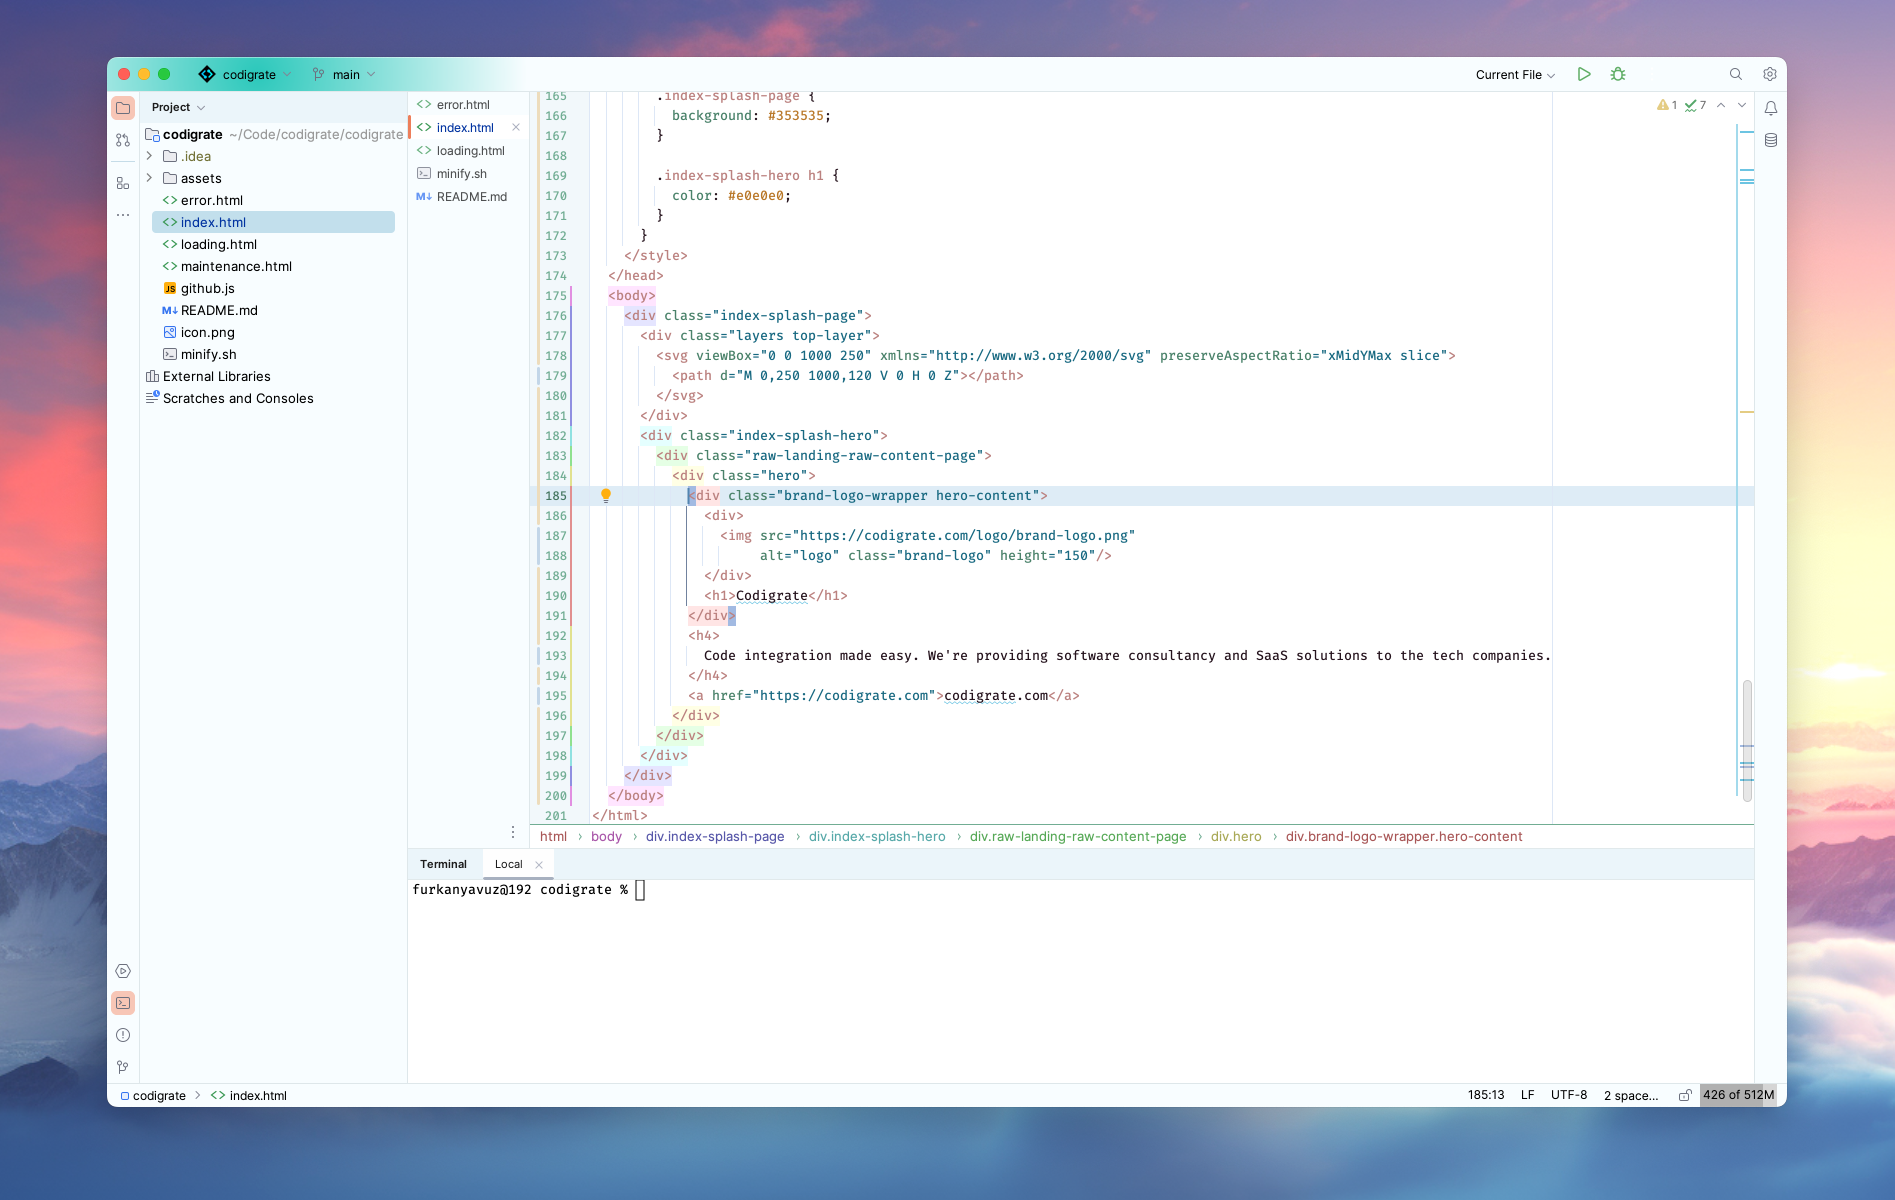 codigrate
main
Current File
Project
codigrate ~/Code/codigrate/codigrate
.idea
assets
error.html
index.html
loading.html
maintenance.html
JS github.js
M↓ README.md
icon.png
minify.sh
External Libraries
Scratches and Consoles
error.html
index.html
loading.html
minify.sh
M↓ README.md
1 7
165 .index-splash-page {
166 background: #353535;
167 }
168
169 .index-splash-hero h1 {
170 color: #e0e0e0;
171 }
172 }
173 </style>
174 </head>
175 <body>
176 <div class="index-splash-page">
177 <div class="layers top-layer">
178 <svg viewBox="0 0 1000 250" xmlns="http://www.w3.org/2000/svg" preserveAspectRatio="xMidYMax slice">
179 <path d="M 0,250 1000,120 V 0 H 0 Z"></path>
180 </svg>
181 </div>
182 <div class="index-splash-hero">
183 <div class="raw-landing-raw-content-page">
184 <div class="hero">
185 <div class="brand-logo-wrapper hero-content">
186 <div>
187 <img src="https://codigrate.com/logo/brand-logo.png"
188 alt="logo" class="brand-logo" height="150"/>
189 </div>
190 <h1>Codigrate</h1>
191 </div>
192 <h4>
193 Code integration made easy. We're providing software consultancy and SaaS solutions to the tech companies.
194 </h4>
195 <a href="https://codigrate.com">codigrate.com</a>
196 </div>
197 </div>
198 </div>
199 </div>
200 </body>
201 </html>
html › body › div.index-splash-page › div.index-splash-hero › div.raw-landing-raw-content-page › div.hero › div.brand-logo-wrapper.hero-content
Terminal Local
furkanyavuz@192 codigrate %
codigrate > index.html
185:13 LF UTF-8 2 space... 426 of 512M